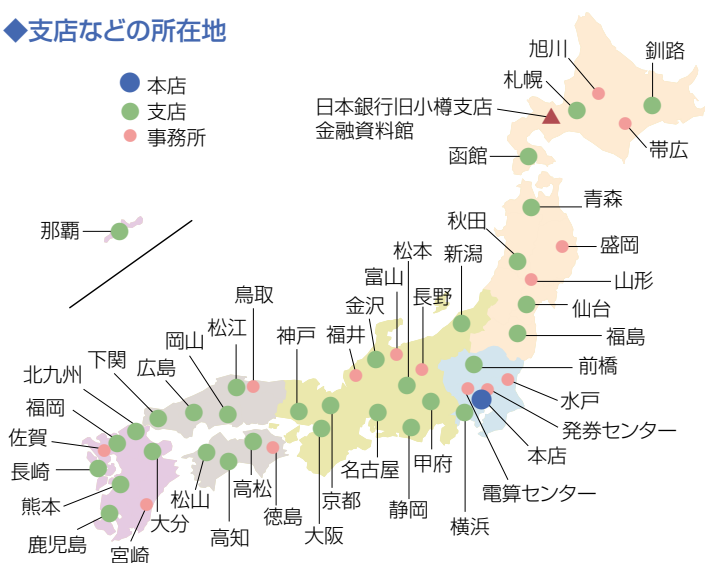 ◆支店などの所在地
本店
支店
事務所
旭川
釧路
札幌
日本銀行旧小樽支店
金融資料館
帯広
函館
青森
那覇
秋田
盛岡
松本
新潟
富山
山形
鳥取
長野
金沢
仙台
松江
神戸
福井
福島
岡山
下関
広島
前橋
北九州
福岡
水戸
佐賀
発券センター
長崎
本店
名古屋
甲府
電算センター
熊本
松山
高松
京都
静岡
大分
徳島
横浜
鹿児島
高知
大阪
宮崎